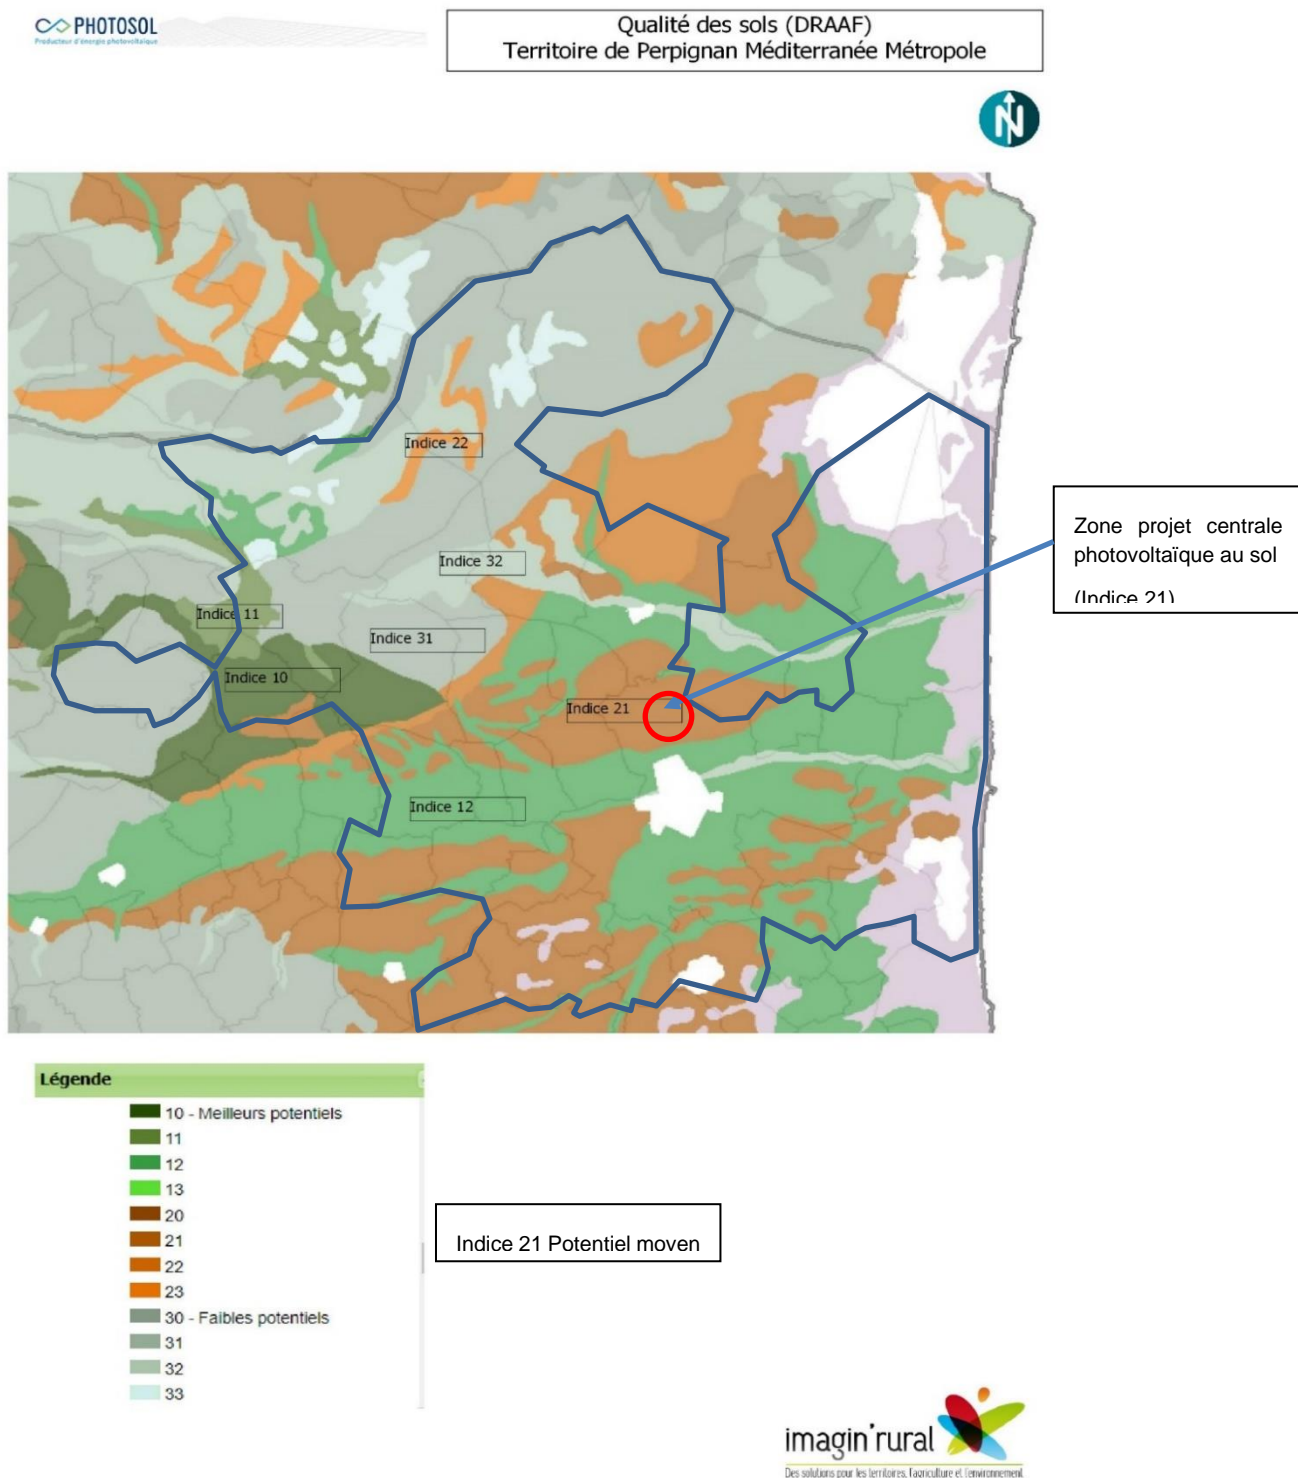 PHOTOSOL
Producteur d'énergie photovoltaïque
Qualité des sols (DRAAF)
Territoire de Perpignan Méditerranée Métropole
N
Indice 22
Indice 32
Indice 11
Indice 31
Indice 10
Indice 21
Indice 12
Zone projet centrale
photovoltaïque au sol
(Indice 21)
Légende
10 - Meilleurs potentiels
11
12
13
20
21
22
23
30 - Faibles potentiels
31
32
33
Indice 21 Potentiel moyen
imagin'rural
Des solutions pour les territoires, l'agriculture et l'environnement